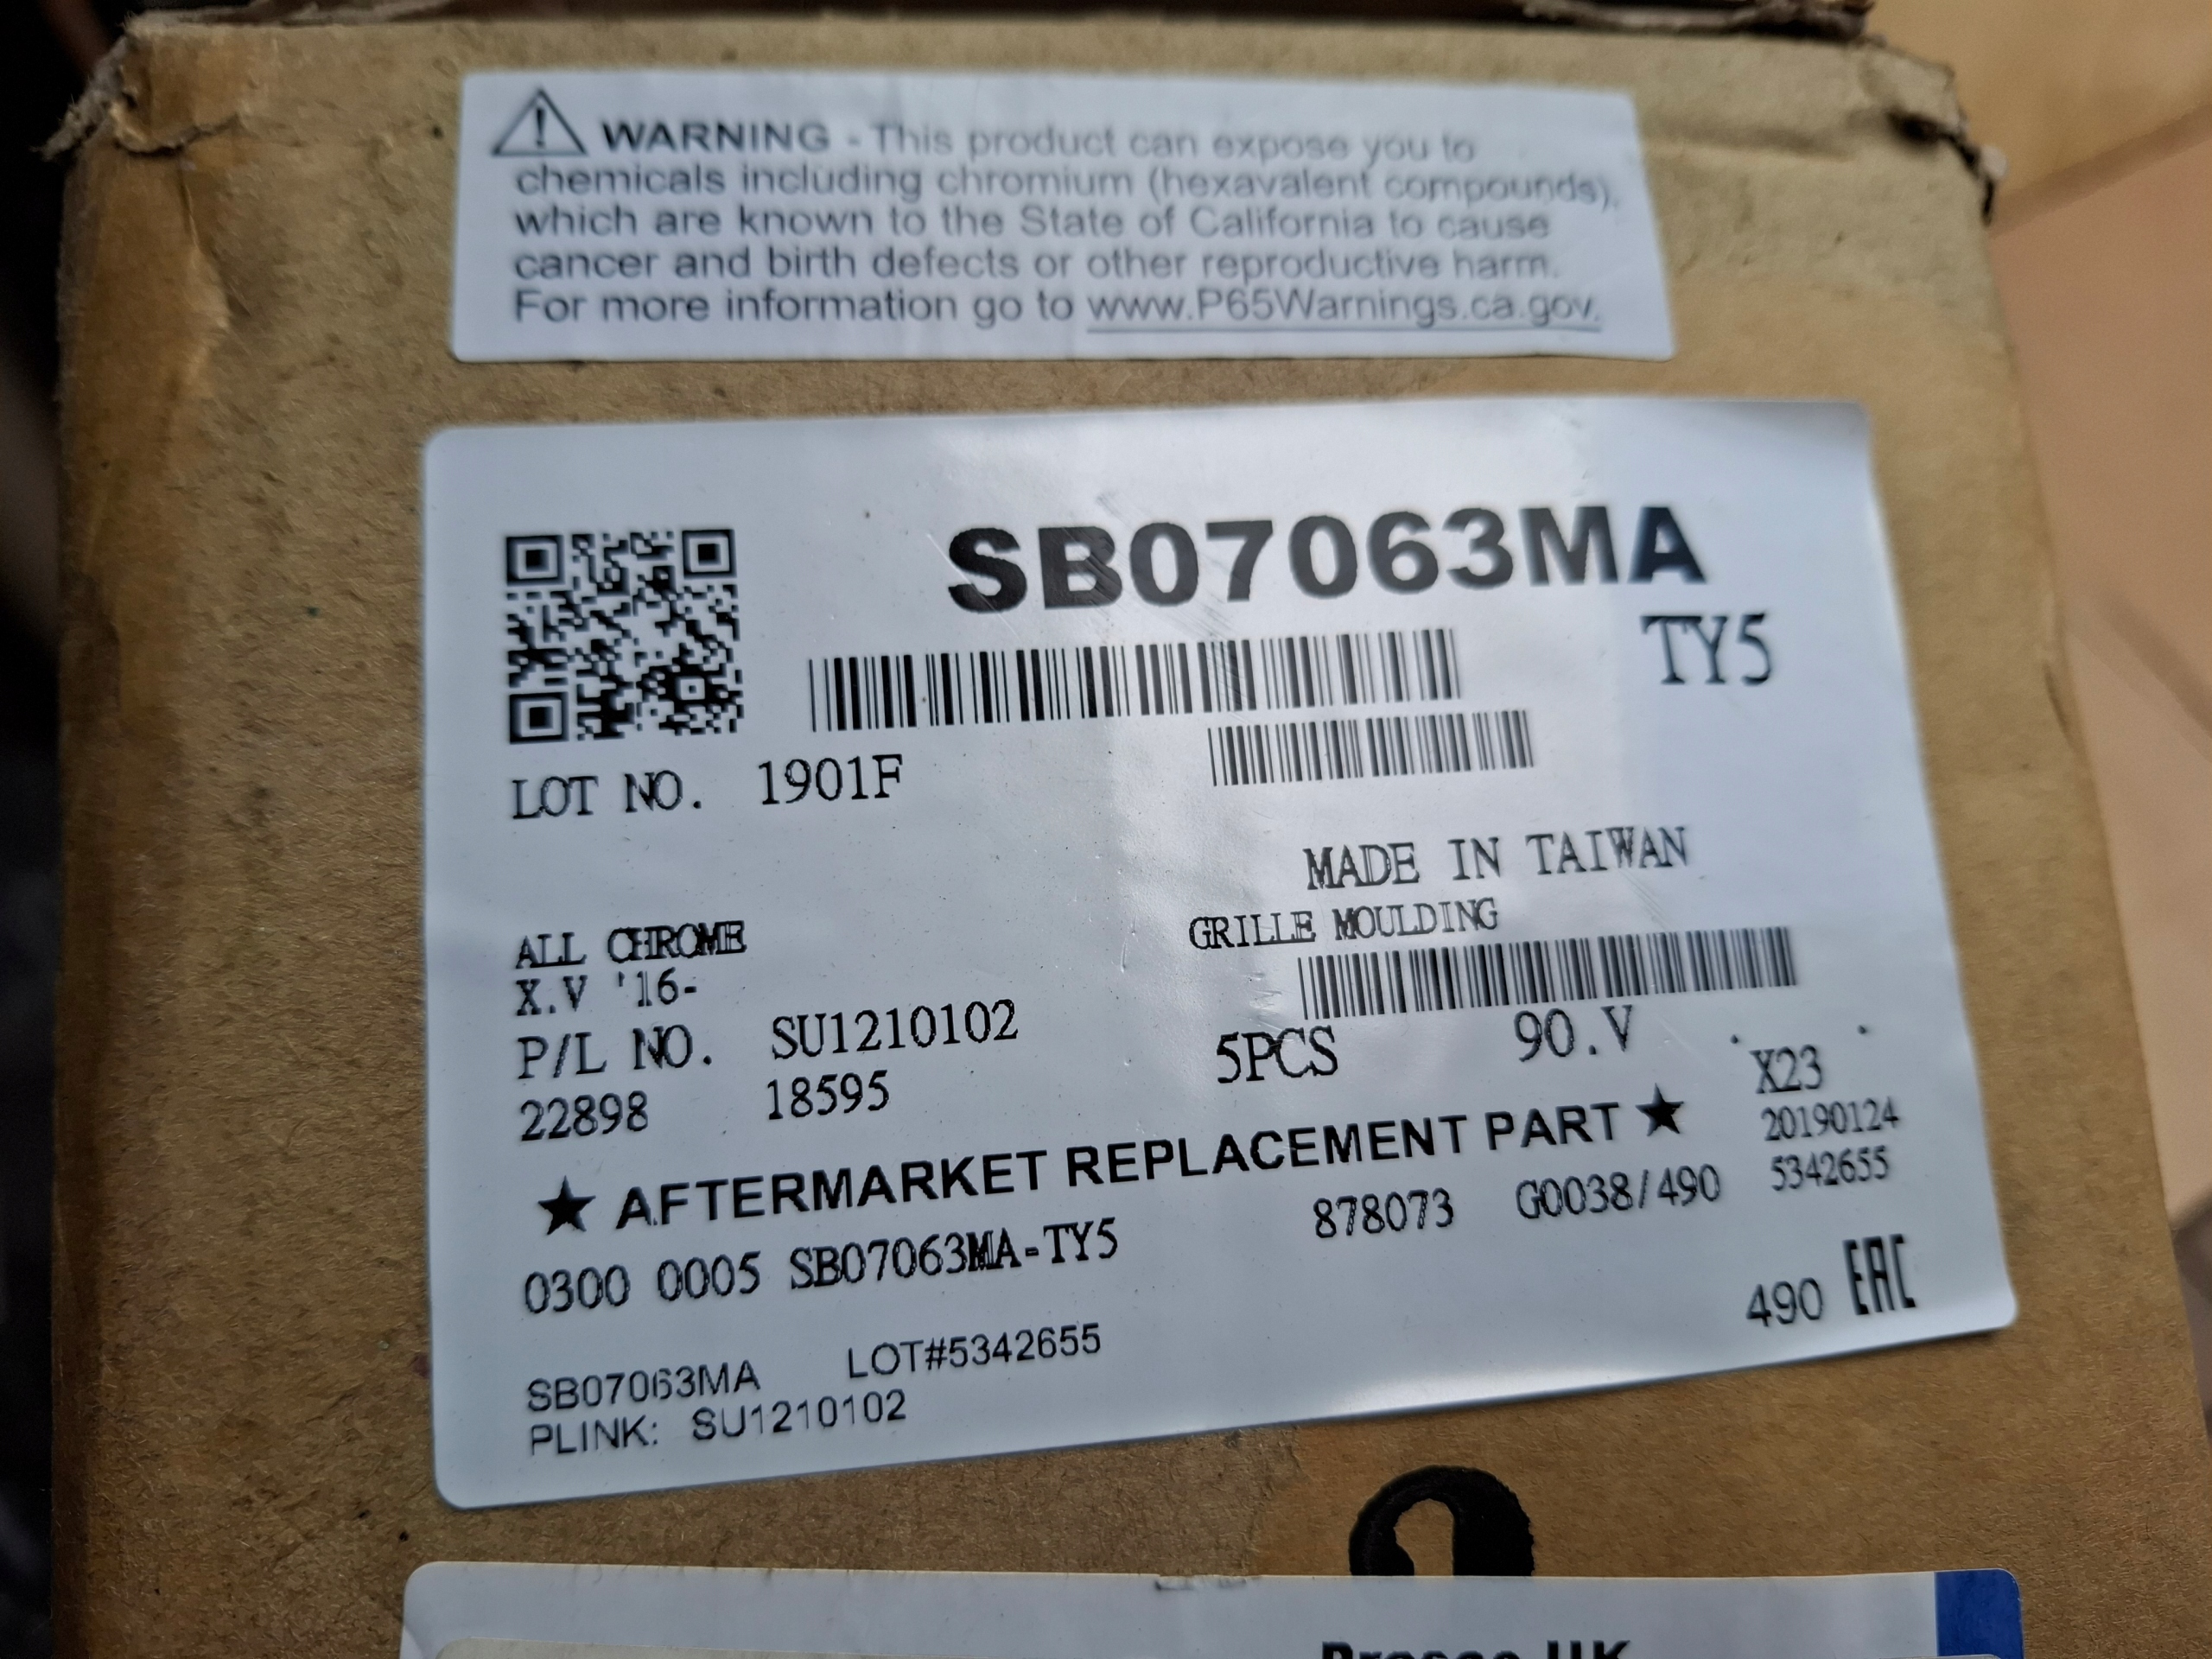 WARNING - This product can expose you to
chemicals including chromium (hexavalent compounds),
which are known to the State of California to cause
cancer and birth defects or other reproductive harm.
For more information go to www.P65Warnings.ca.gov.
SB07063MA
TY5
LOT NO. 1901F
MADE IN TAIWAN
GRILLE MOULDING
ALL CHROME
X.V '16-
P/L NO. SU1210102
5PCS 90.V
X23
22898 18595
20190124
★ AFTERMARKET REPLACEMENT PART ★
5342655
0300 0005 SB07063MA-TY5 878073 G0038/490
490 EAC
SB07063MA LOT#5342655
PLINK: SU1210102
UK